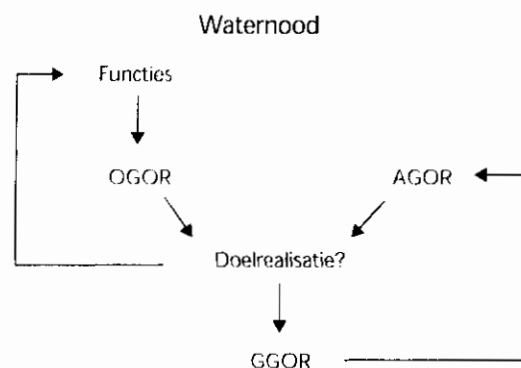 Waternood
Functies
OGOR
AGOR
Doelrealisatie?
GGOR